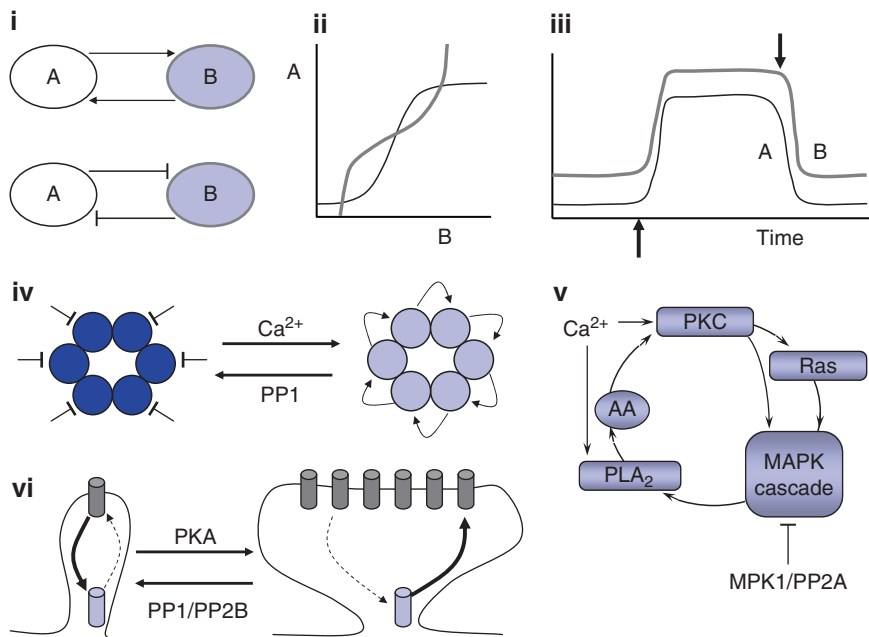 i
A
B
A
B
ii
A
B
iii
A
B
Time
iv
Ca²⁺
PP1
v
Ca²⁺
PKC
Ras
AA
PLA₂
MAPK
cascade
MPK1/PP2A
vi
PKA
PP1/PP2B